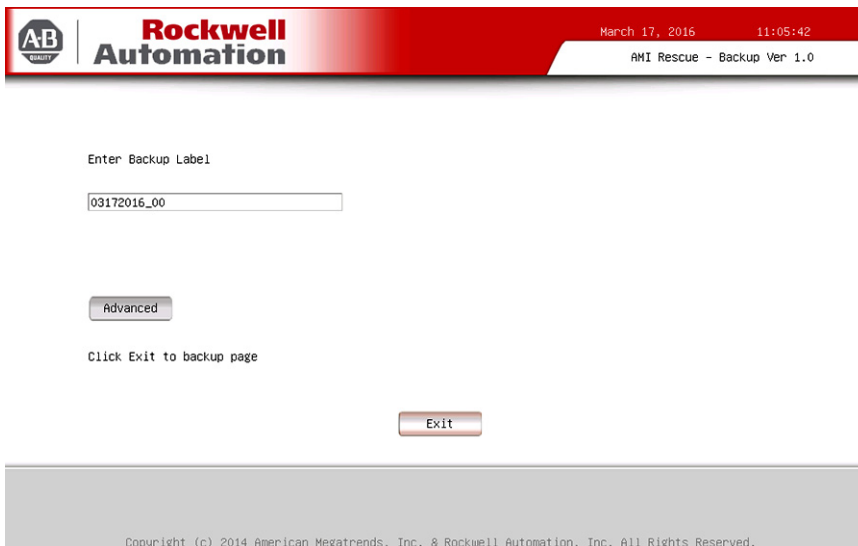 A·B
QUALITY
Rockwell
Automation
March 17, 2016 11:05:42
AMI Rescue - Backup Ver 1.0
Enter Backup Label
03172016_00
Advanced
Click Exit to backup page
Exit
Copyright (c) 2014 American Megatrends, Inc. & Rockwell Automation, Inc. All Rights Reserved.